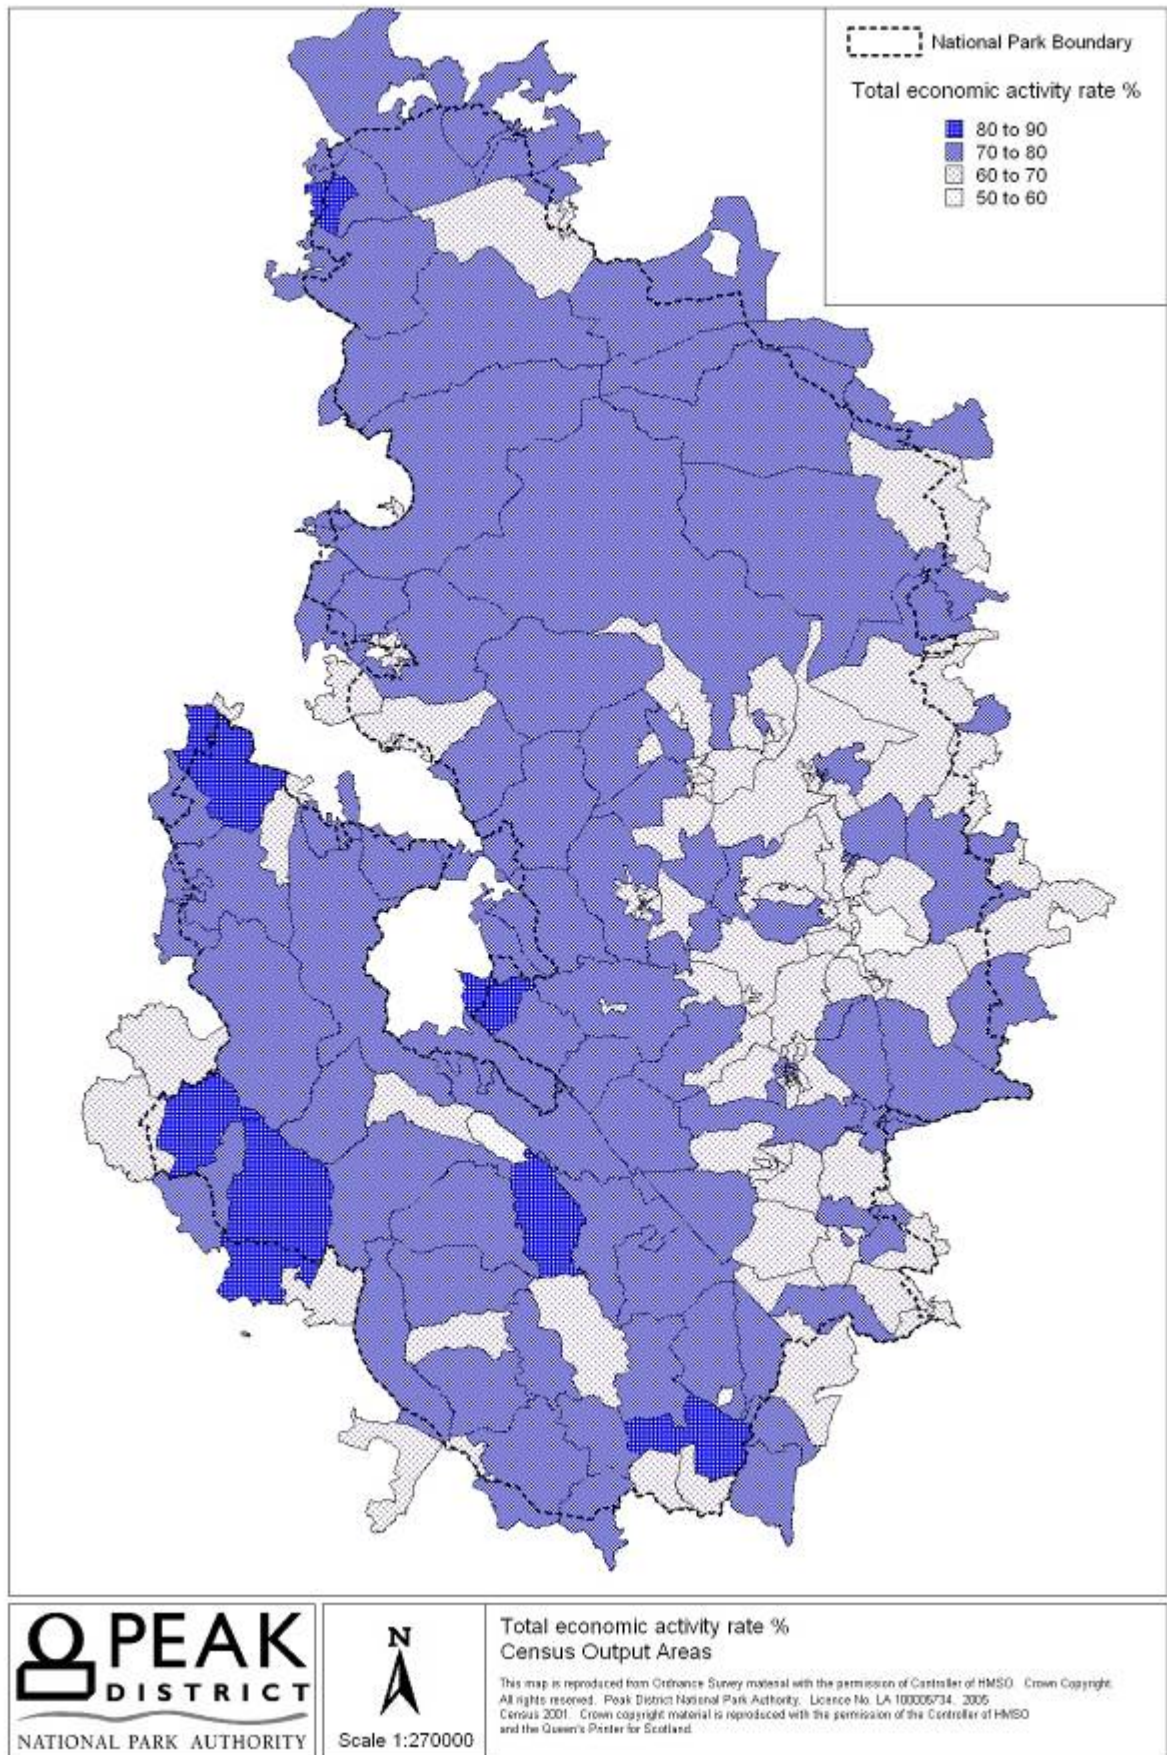 National Park Boundary
Total economic activity rate %
80 to 90
70 to 80
60 to 70
50 to 60
PEAK
DISTRICT
NATIONAL PARK AUTHORITY
N
Scale 1:270000
Total economic activity rate %
Census Output Areas
This map is reproduced from Ordnance Survey material with the permission of Controller of HMSO. Crown Copyright.
All rights reserved. Peak District National Park Authority. Licence No. LA 100005734. 2005
Census 2001. Crown copyright material is reproduced with the permission of the Controller of HMSO
and the Queen's Printer for Scotland.